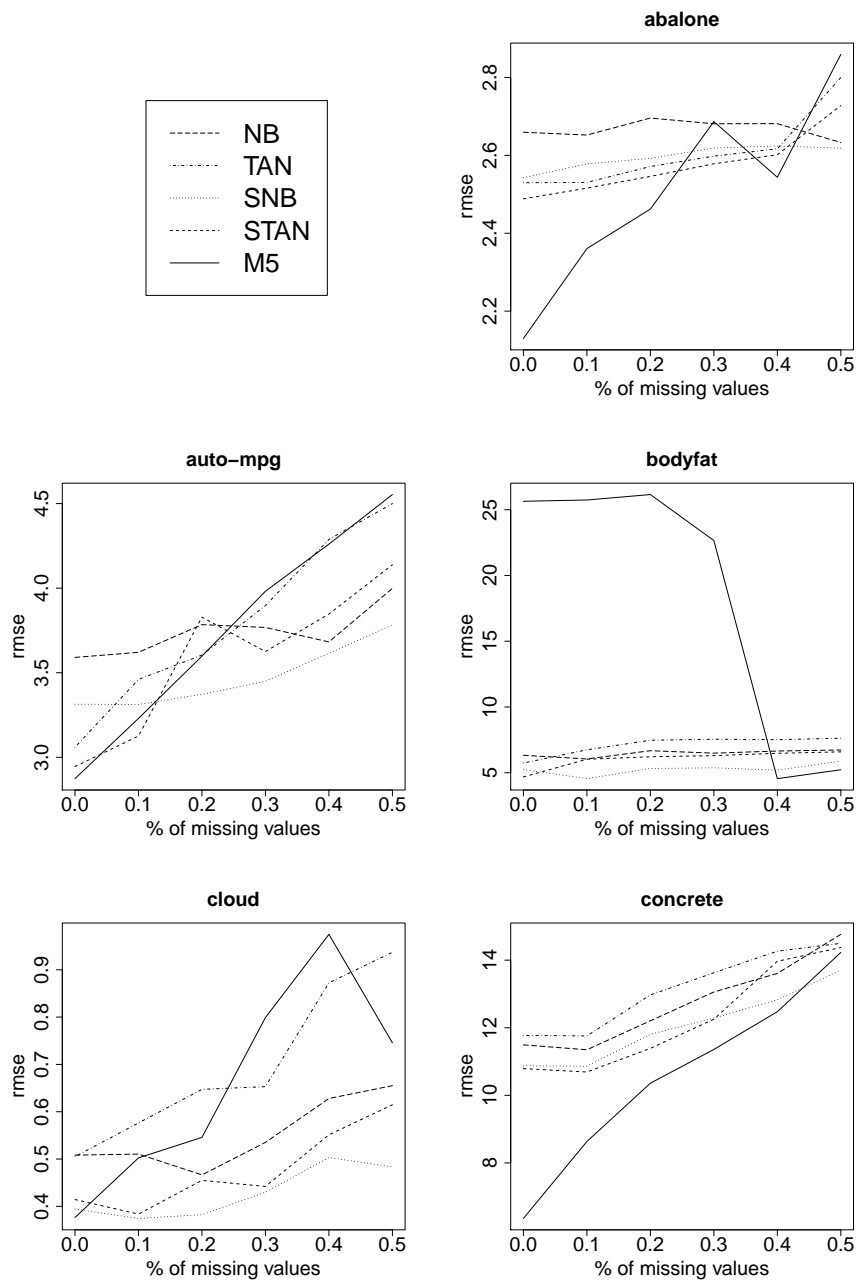 abalone
NB
TAN
SNB
STAN
M5
rmse
2.8
2.6
2.4
2.2
0.0 0.1 0.2 0.3 0.4 0.5
% of missing values
auto−mpg
rmse
4.5
4.0
3.5
3.0
0.0 0.1 0.2 0.3 0.4 0.5
% of missing values
bodyfat
rmse
25
20
15
10
5
0.0 0.1 0.2 0.3 0.4 0.5
% of missing values
cloud
rmse
0.9
0.8
0.7
0.6
0.5
0.4
0.0 0.1 0.2 0.3 0.4 0.5
% of missing values
concrete
rmse
14
12
10
8
0.0 0.1 0.2 0.3 0.4 0.5
% of missing values